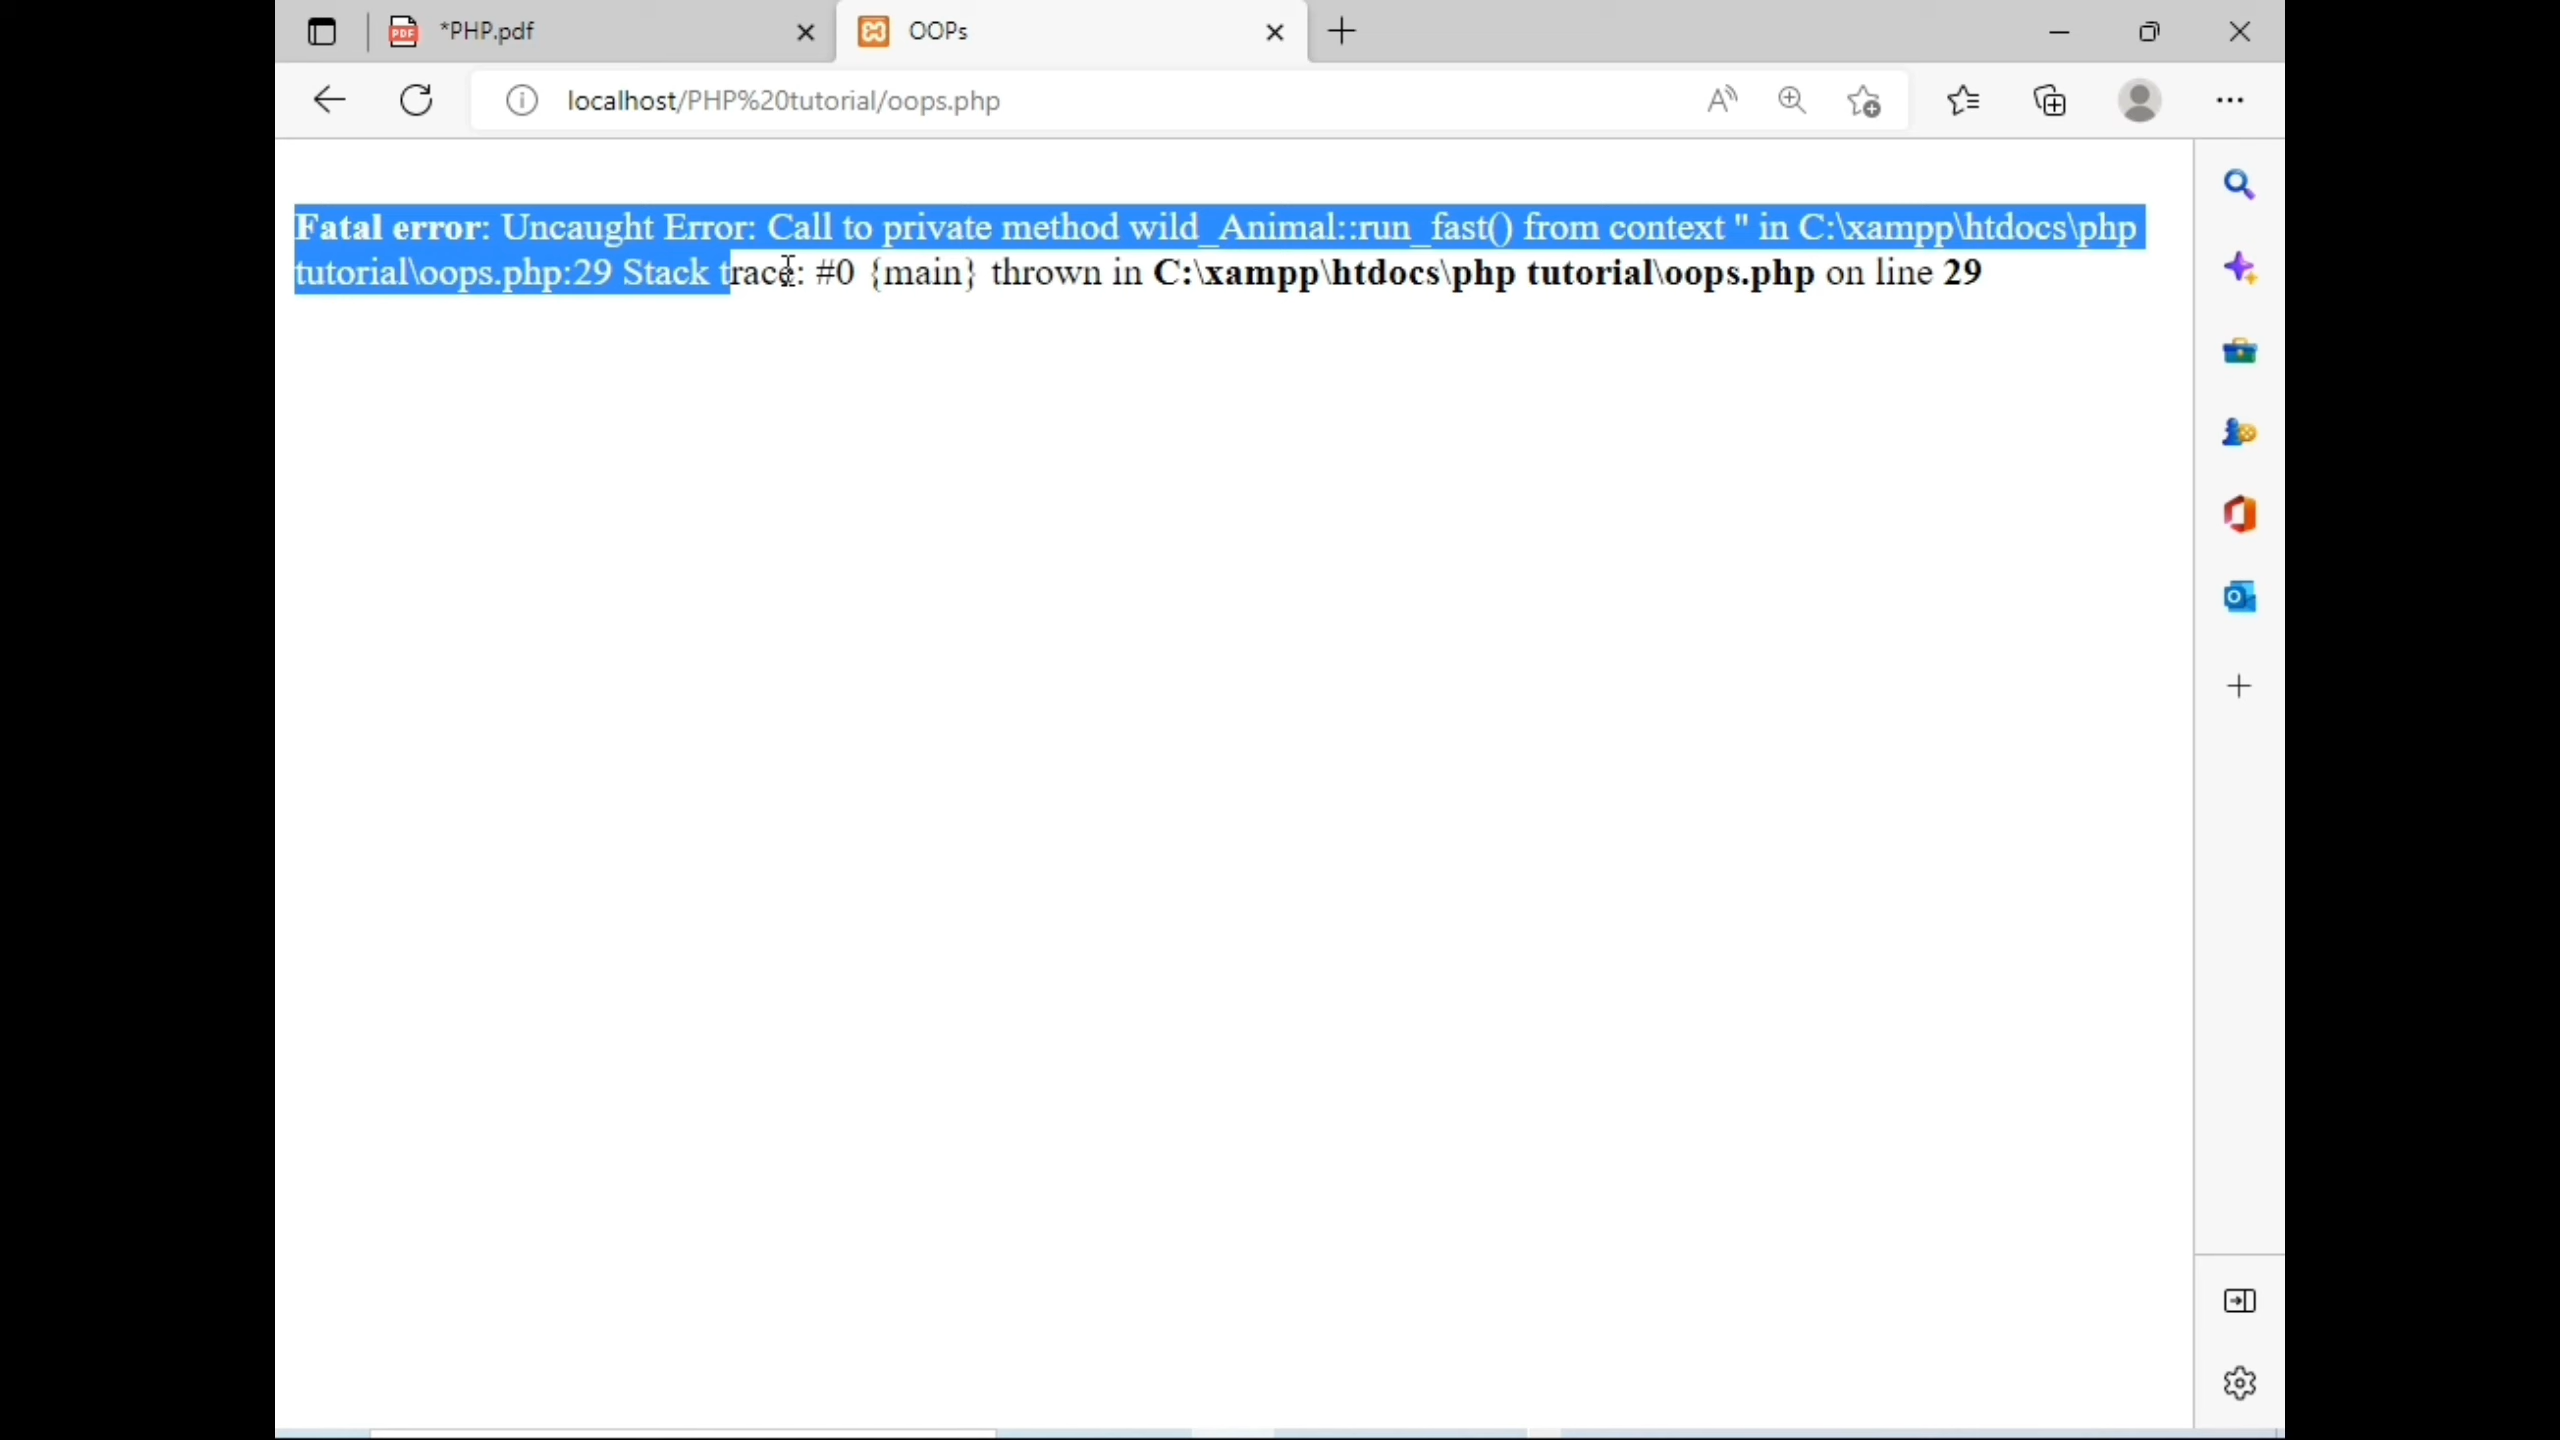 *PHP.pdf
OOPs
localhost/PHP%20tutorial/oops.php
Fatal error: Uncaught Error: Call to private method wild_Animal::run_fast() from context '' in C:\xampp\htdocs\php
tutorial\oops.php:29 Stack trace: #0 {main} thrown in C:\xampp\htdocs\php tutorial\oops.php on line 29